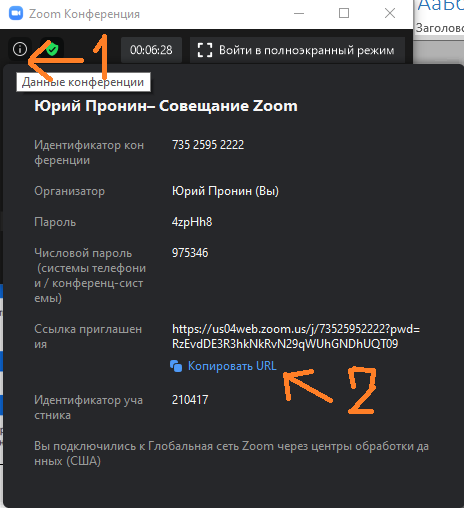 Zoom Конференция
АаБб
Заголово
1
00:06:28
Войти в полноэкранный режим
Данные конференции
Юрий Пронин– Совещание Zoom
Идентификатор кон
ференции
735 2595 2222
Организатор
Юрий Пронин (Вы)
Пароль
4zpHh8
Числовой пароль
(системы телефони
и / конференц-сист
емы)
975346
Ссылка приглашен
ия
https://us04web.zoom.us/j/73525952222?pwd=
RzEvdDE3R3hkNkRvN29qWUhGNDhUQT09
Копировать URL
2
Идентификатор уча
стника
210417
Вы подключились к Глобальная сеть Zoom через центры обработки да
нных (США)